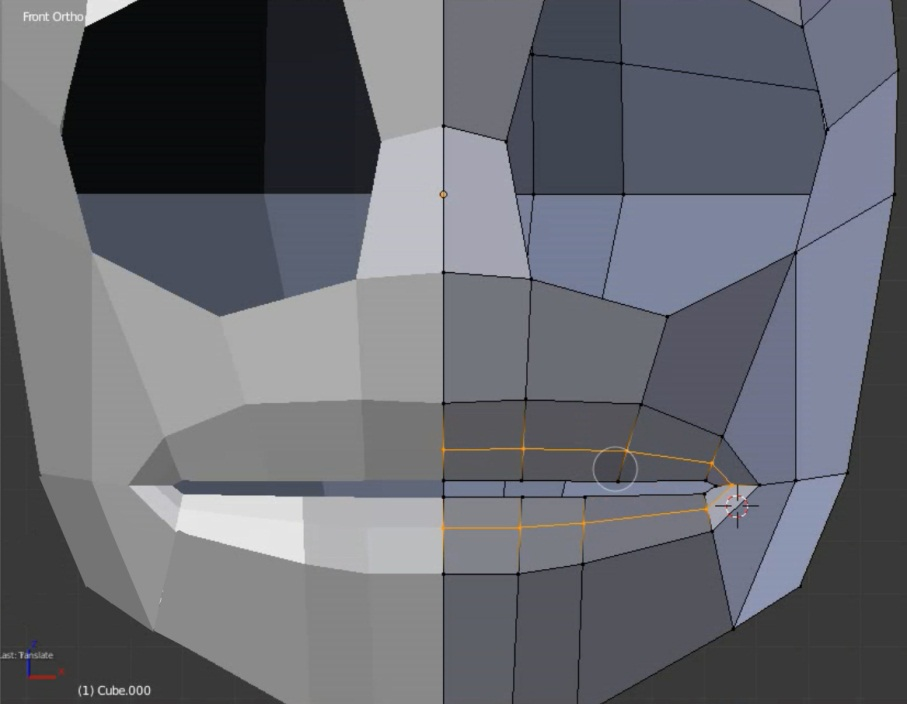 Front Ortho
Last: Translate
z
x
(1) Cube.000